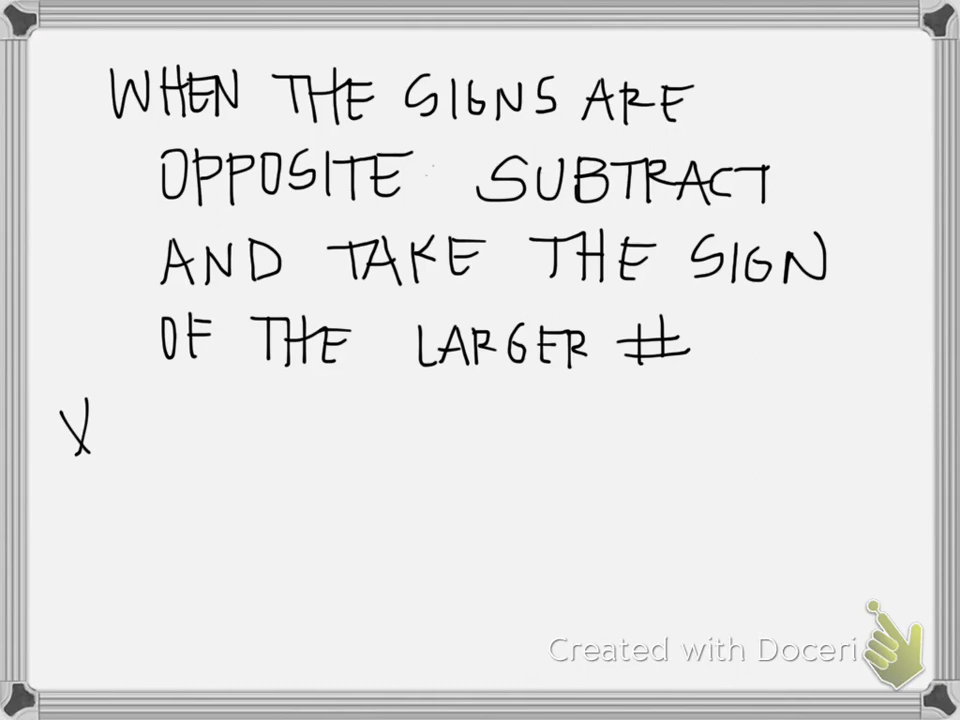 WHEN THE SIGNS ARE
OPPOSITE SUBTRACT
AND TAKE THE SIGN
OF THE LARGER #
X
Created with Doceri